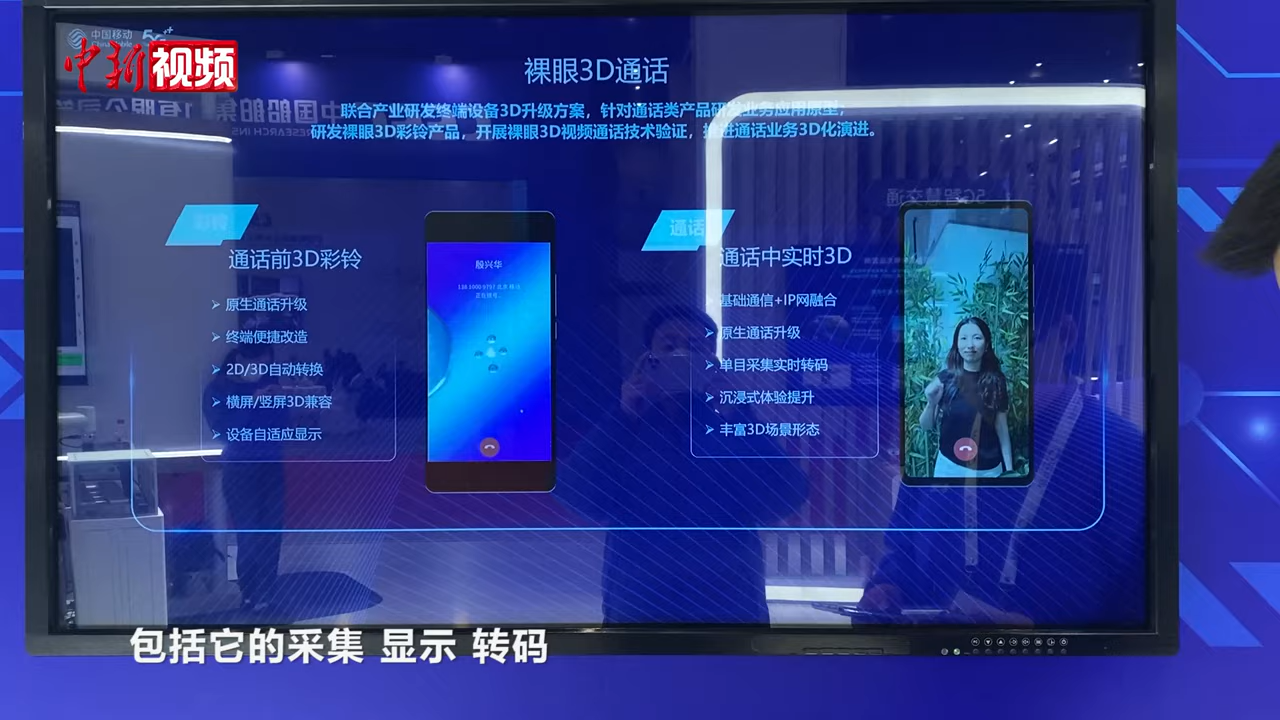 中国移动
5G++
中新视频
裸眼3D通话
联合产业研发终端设备3D升级方案，针对通话类产品研发业务应用原型；
研发裸眼3D彩铃产品，开展裸眼3D视频通话技术验证，推进通话业务3D化演进。
通话前3D彩铃
原生通话升级
终端便捷改造
2D/3D自动转换
横屏/竖屏3D兼容
设备自适应显示
殷兴华
通话
通话中实时3D
基础通信+IP网融合
原生通话升级
单目采集实时转码
沉浸式体验提升
丰富3D场景形态
5G智慧交通
包括它的采集 显示 转码